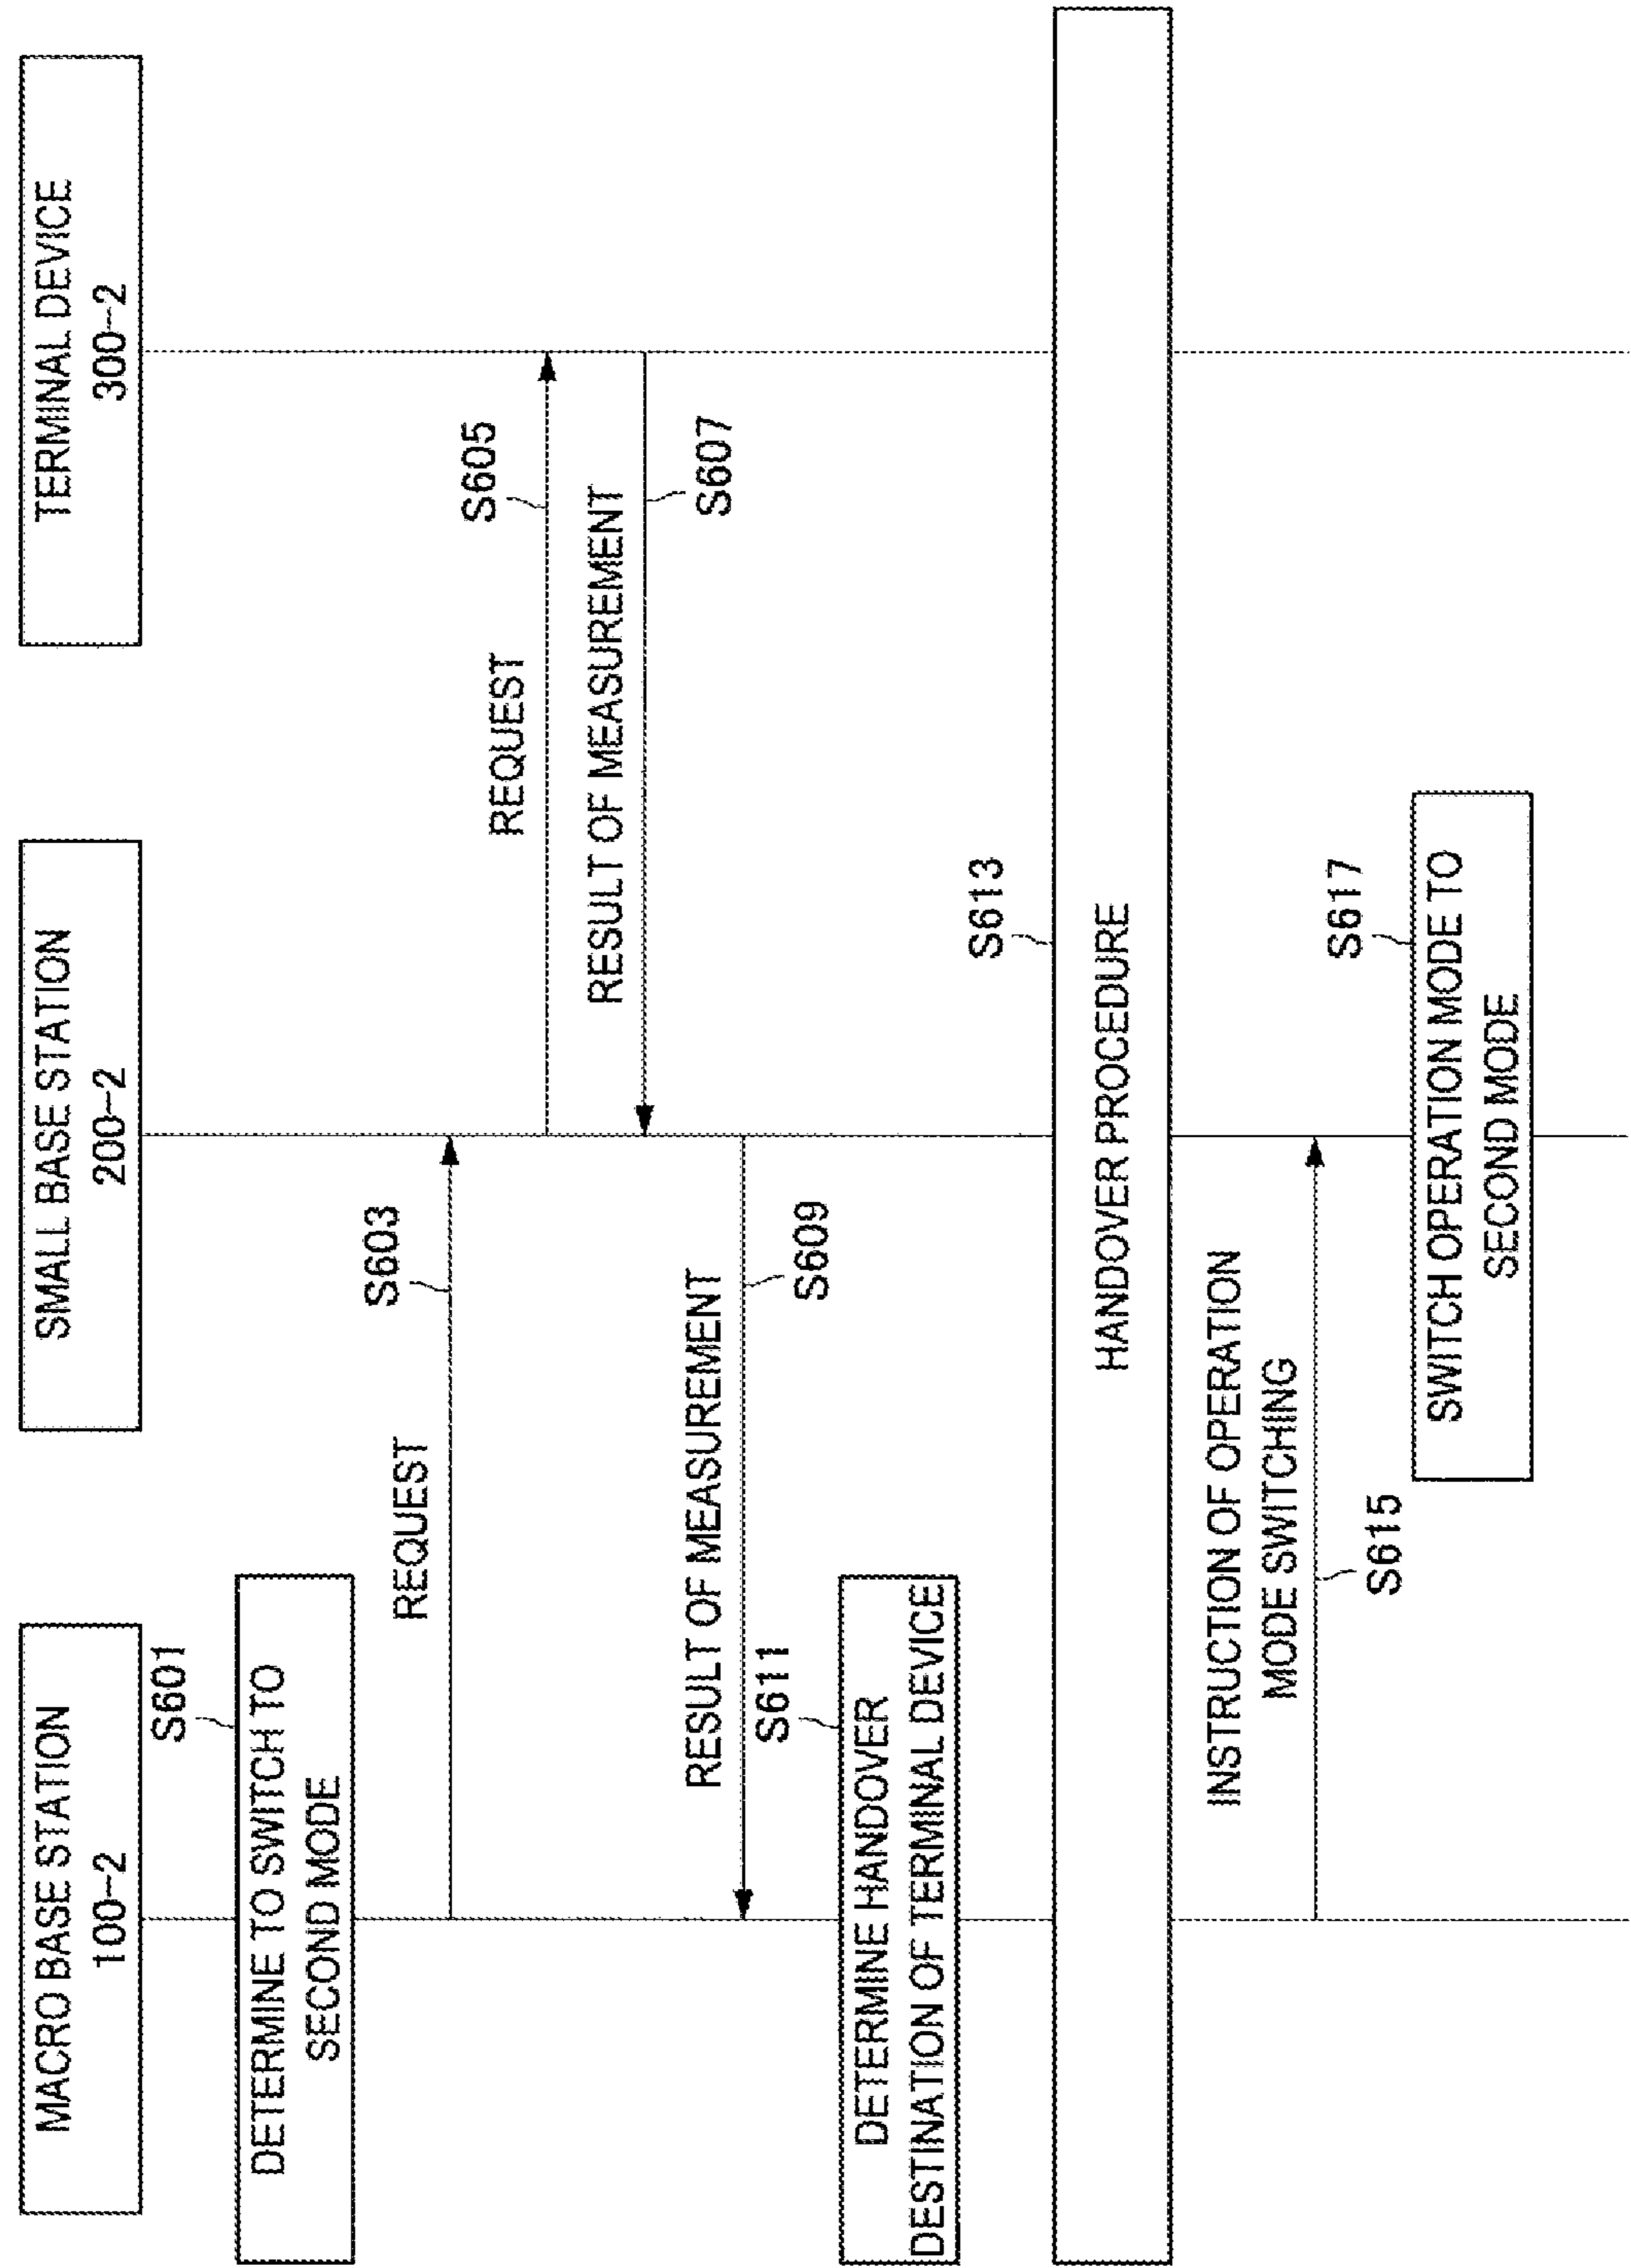 MACRO BASE STATION
100-2
SMALL BASE STATION
200-2
TERMINAL DEVICE
300-2
S601
DETERMINE TO SWITCH TO
SECOND MODE
S603
REQUEST
S605
REQUEST
RESULT OF MEASUREMENT
S607
RESULT OF MEASUREMENT
S609
S611
DETERMINE HANDOVER
DESTINATION OF TERMINAL DEVICE
S613
HANDOVER PROCEDURE
INSTRUCTION OF OPERATION
MODE SWITCHING
S615
S617
SWITCH OPERATION MODE TO
SECOND MODE